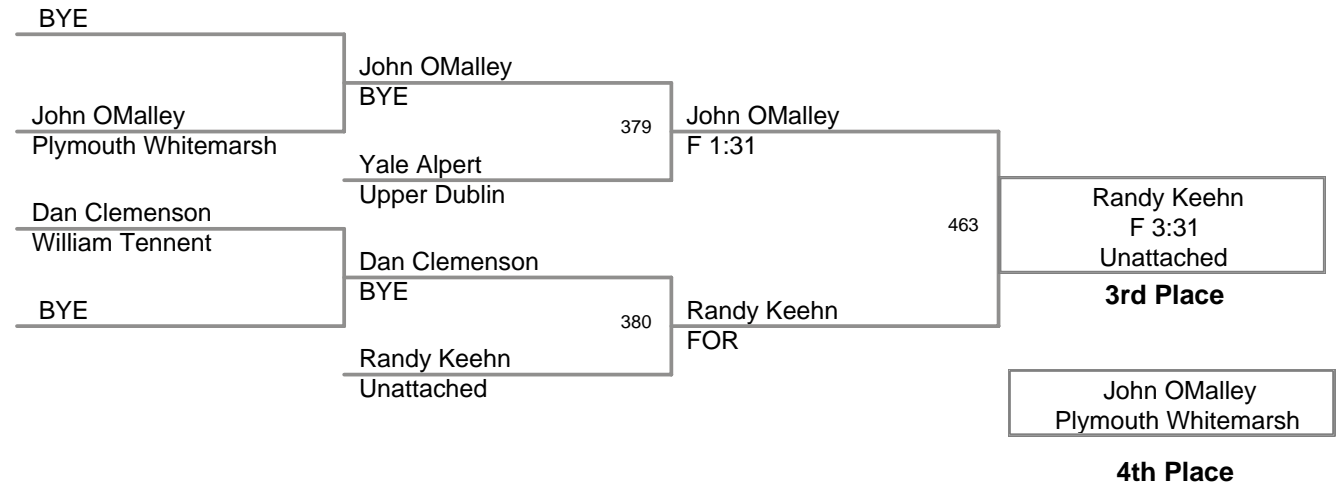 BYE
John OMalley
BYE
John OMalley
Plymouth Whitemarsh
379
John OMalley
F 1:31
Yale Alpert
Upper Dublin
Dan Clemenson
William Tennent
463
Randy Keehn
F 3:31
Unattached
3rd Place
Dan Clemenson
BYE
BYE
380
Randy Keehn
FOR
Randy Keehn
Unattached
John OMalley
Plymouth Whitemarsh
4th Place